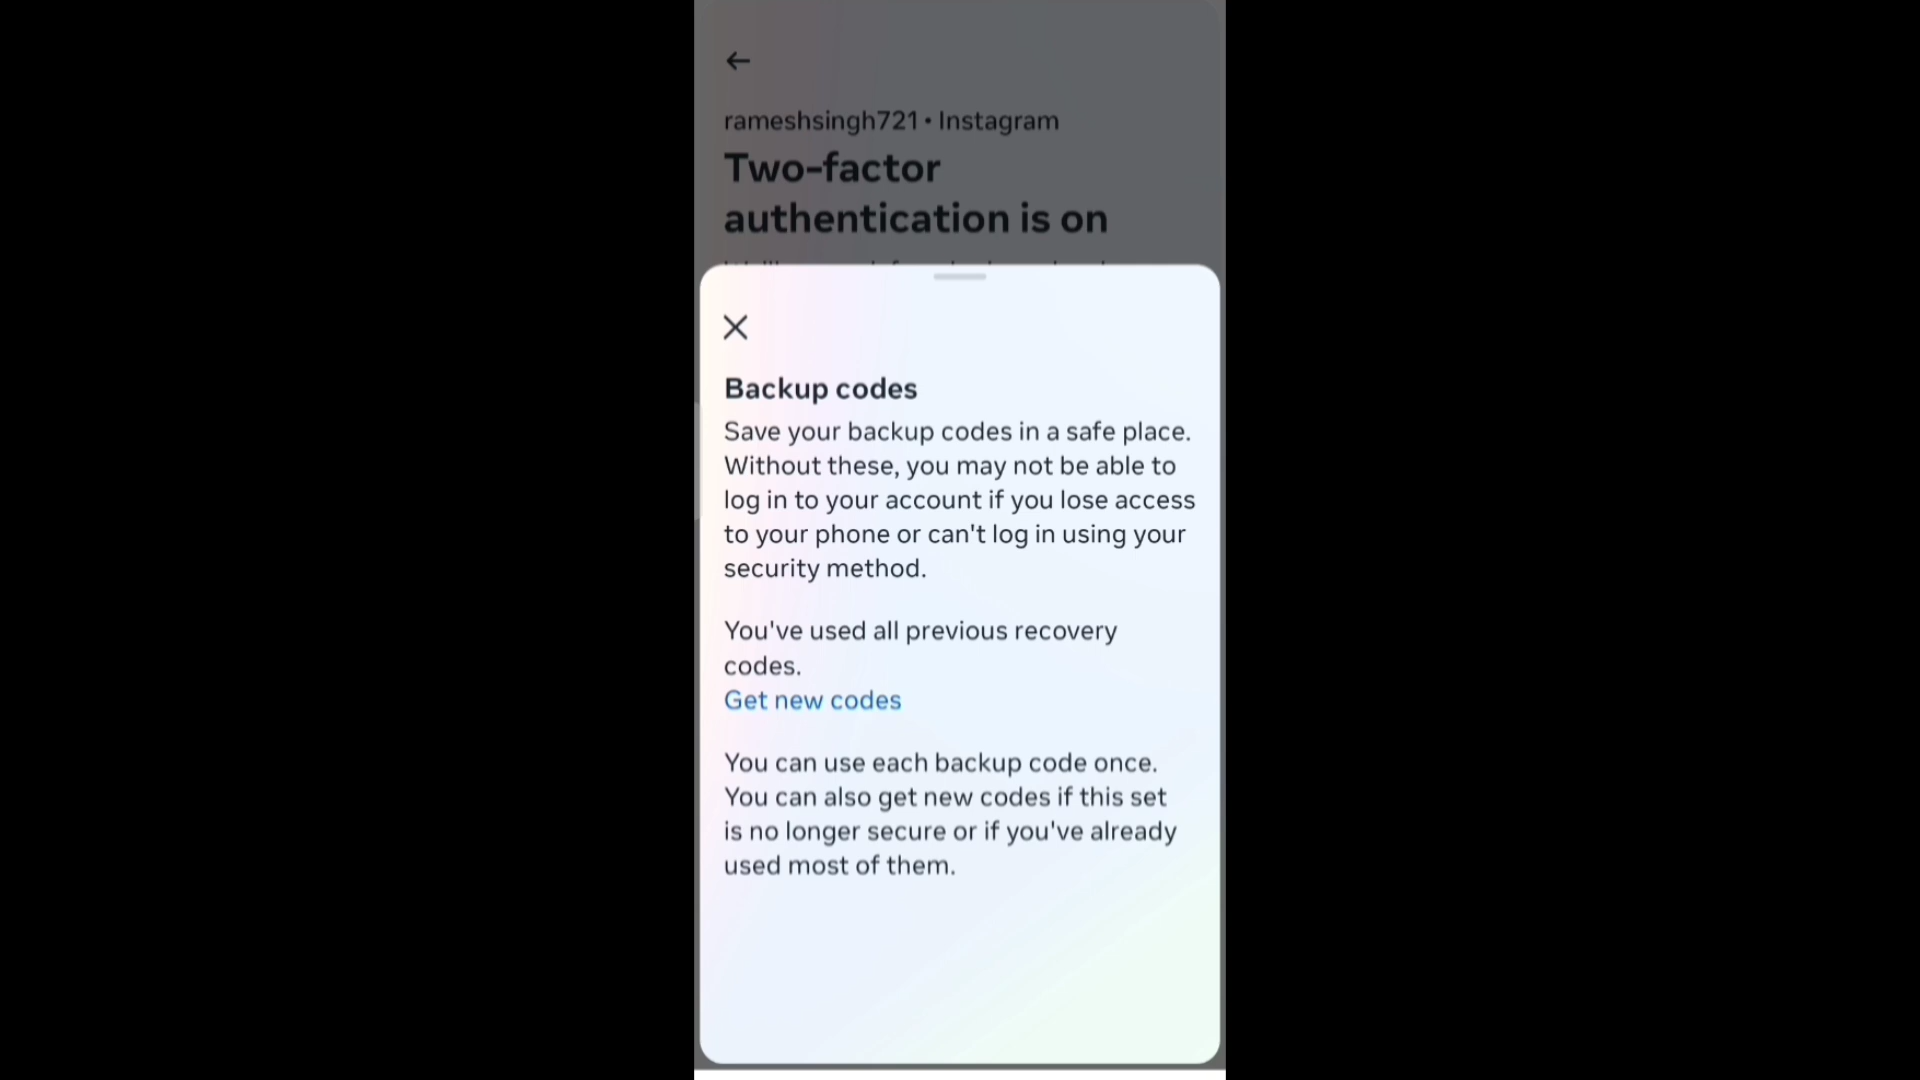 rameshsingh721 • Instagram
Two-factor
authentication is on
Backup codes
Save your backup codes in a safe place.
Without these, you may not be able to
log in to your account if you lose access
to your phone or can't log in using your
security method.
You've used all previous recovery
codes.
Get new codes
You can use each backup code once.
You can also get new codes if this set
is no longer secure or if you've already
used most of them.